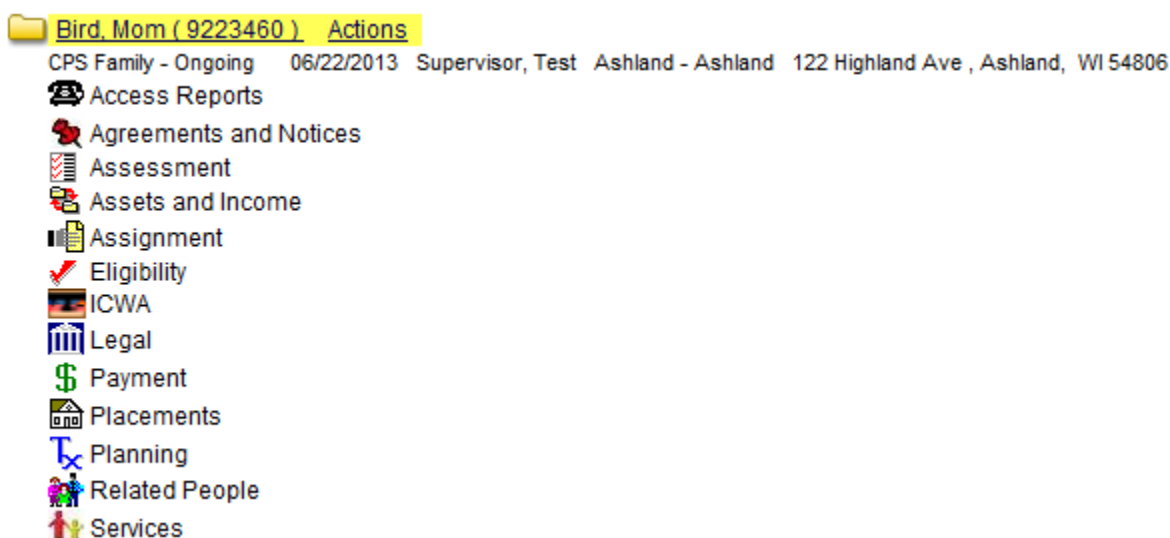 Bird, Mom ( 9223460 ) Actions
CPS Family - Ongoing 06/22/2013 Supervisor, Test Ashland - Ashland 122 Highland Ave , Ashland, WI 54806
Access Reports
Agreements and Notices
Assessment
Assets and Income
Assignment
Eligibility
ICWA
Legal
$ Payment
Placements
Tx Planning
Related People
Services